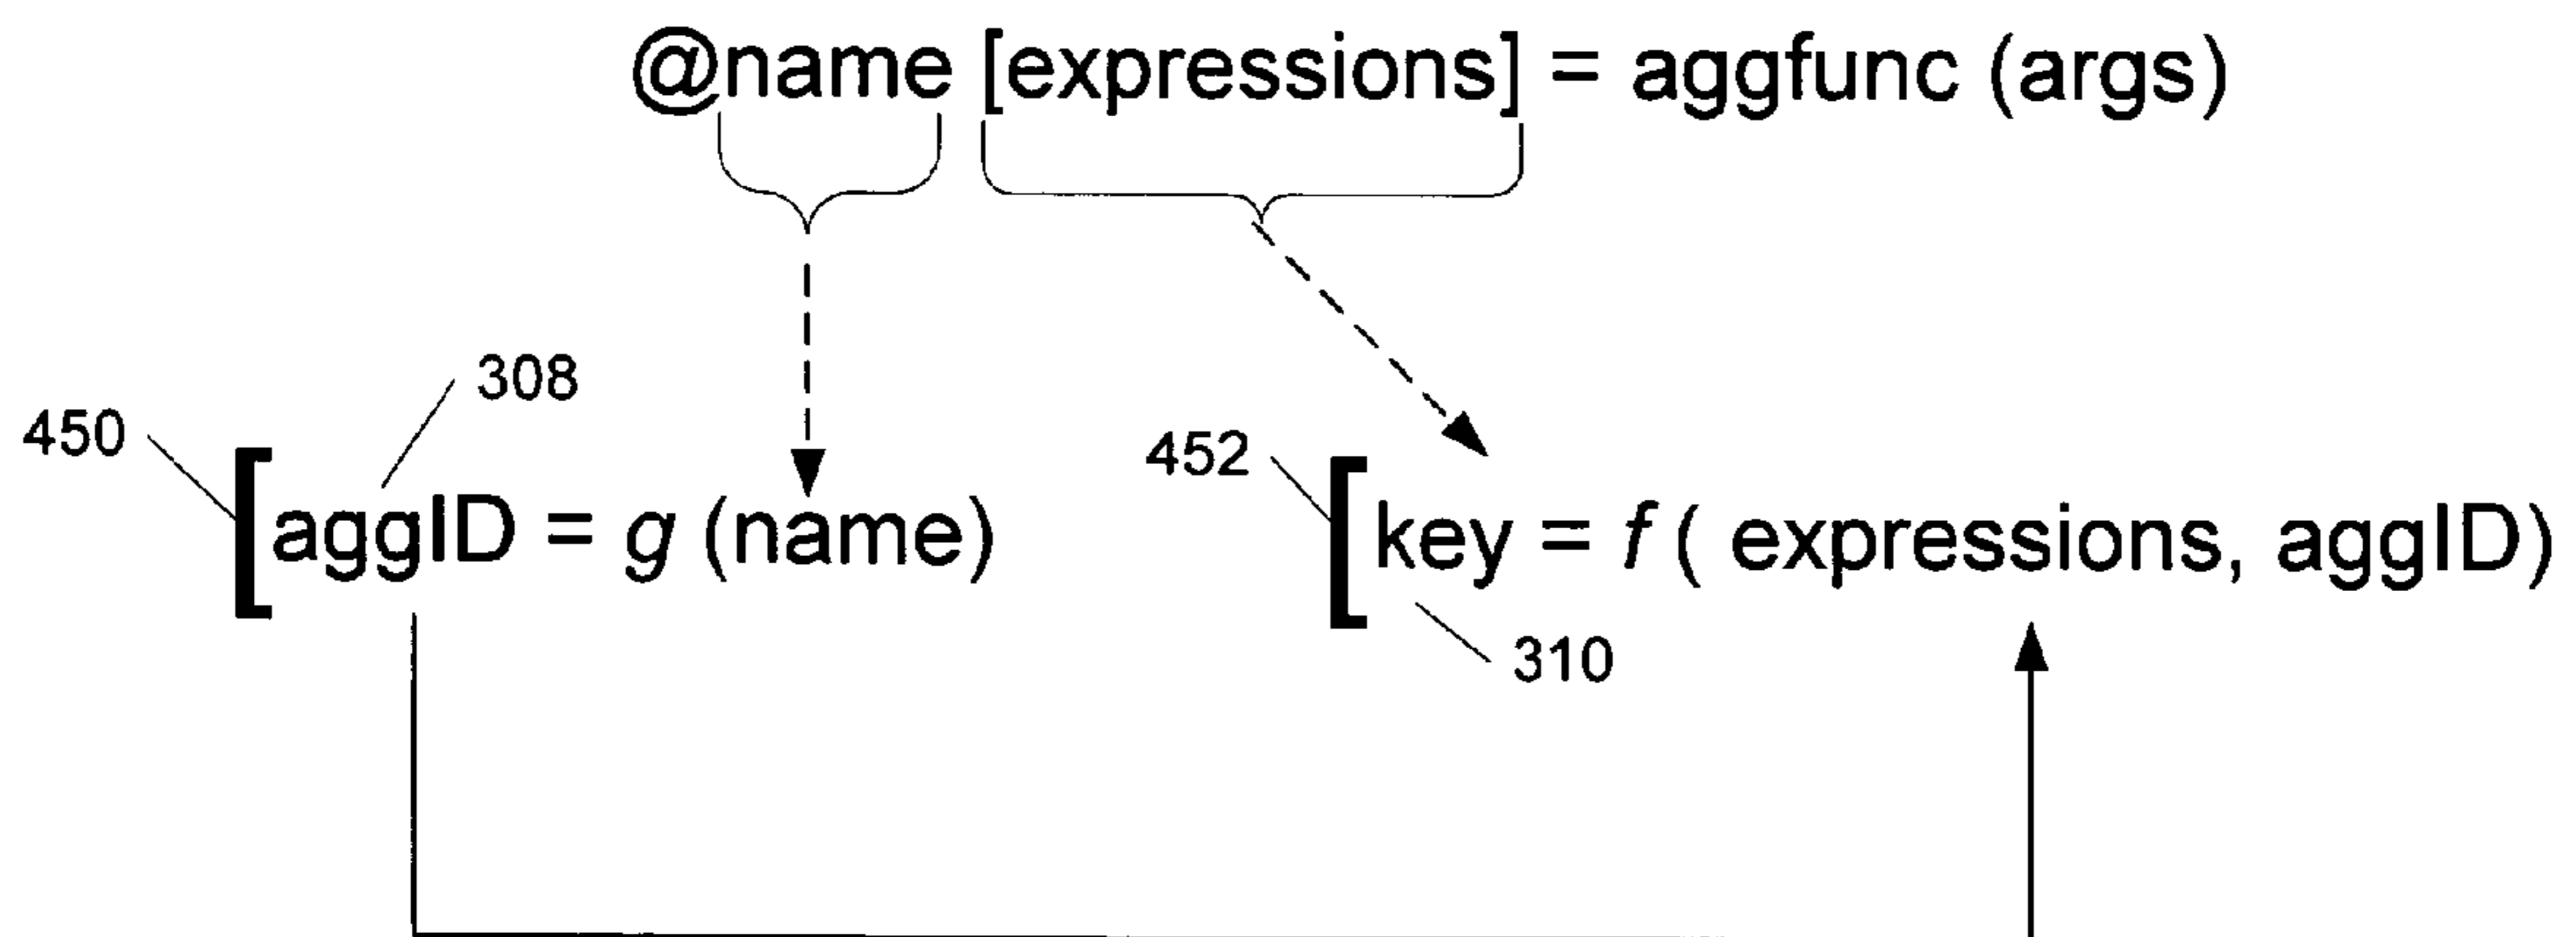 @name [expressions] = aggfunc (args)
308
450
452
[aggID = g (name)
[key = f ( expressions, aggID)
310